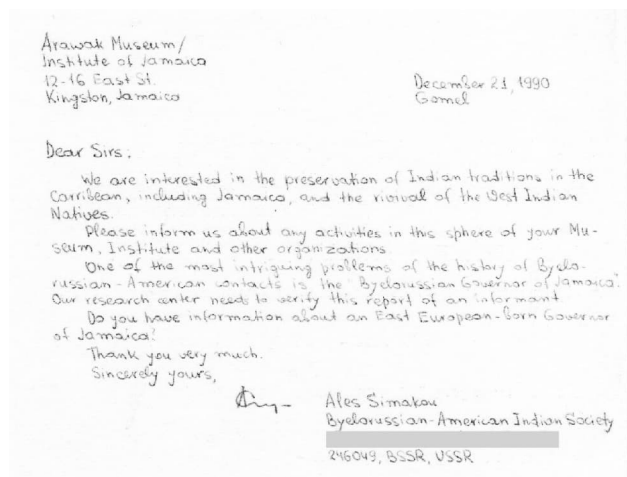 Arawak Museum/
Institute of Jamaica
12-16 East St.
Kingston, Jamaica
December 21, 1990
Gomel
Dear Sirs:
We are interested in the preservation of Indian traditions in the
Carribean, including Jamaica, and the rivival of the West Indian
Natives.
Please inform us about any activities in this sphere of your Mu-
seum, Institute and other organizations.
One of the most intriguing problems of the history of Byelo-
russian-American contacts is the "Byelorussian Governor of Jamaica".
Our research center needs to verify this report of an informant.
Do you have information about an East European-born Governor
of Jamaica?
Thank you very much.
Sincerely yours,
Ales Simakou
Byelorussian-American Indian Society
246049, BSSR, USSR